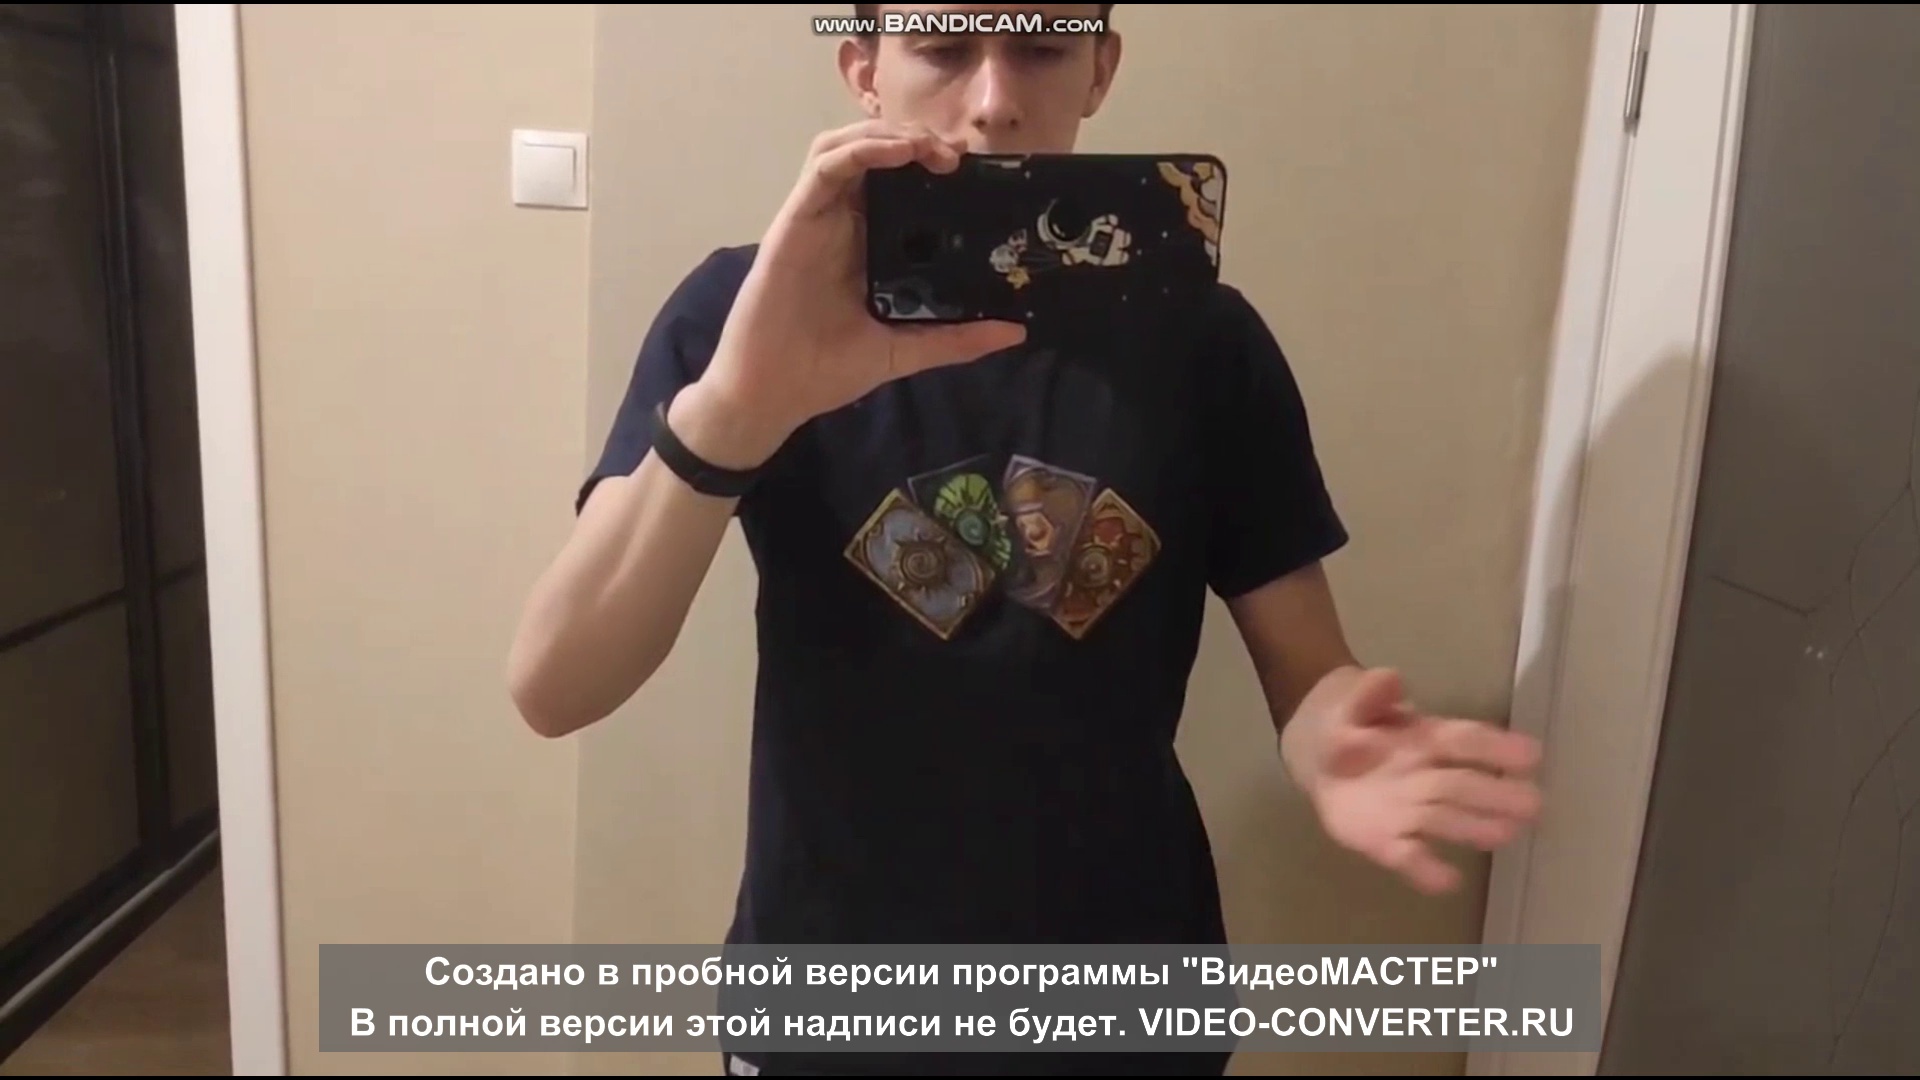 www.BANDICAM.com
Создано в пробной версии программы "ВидеоМАСТЕР"
В полной версии этой надписи не будет. VIDEO-CONVERTER.RU